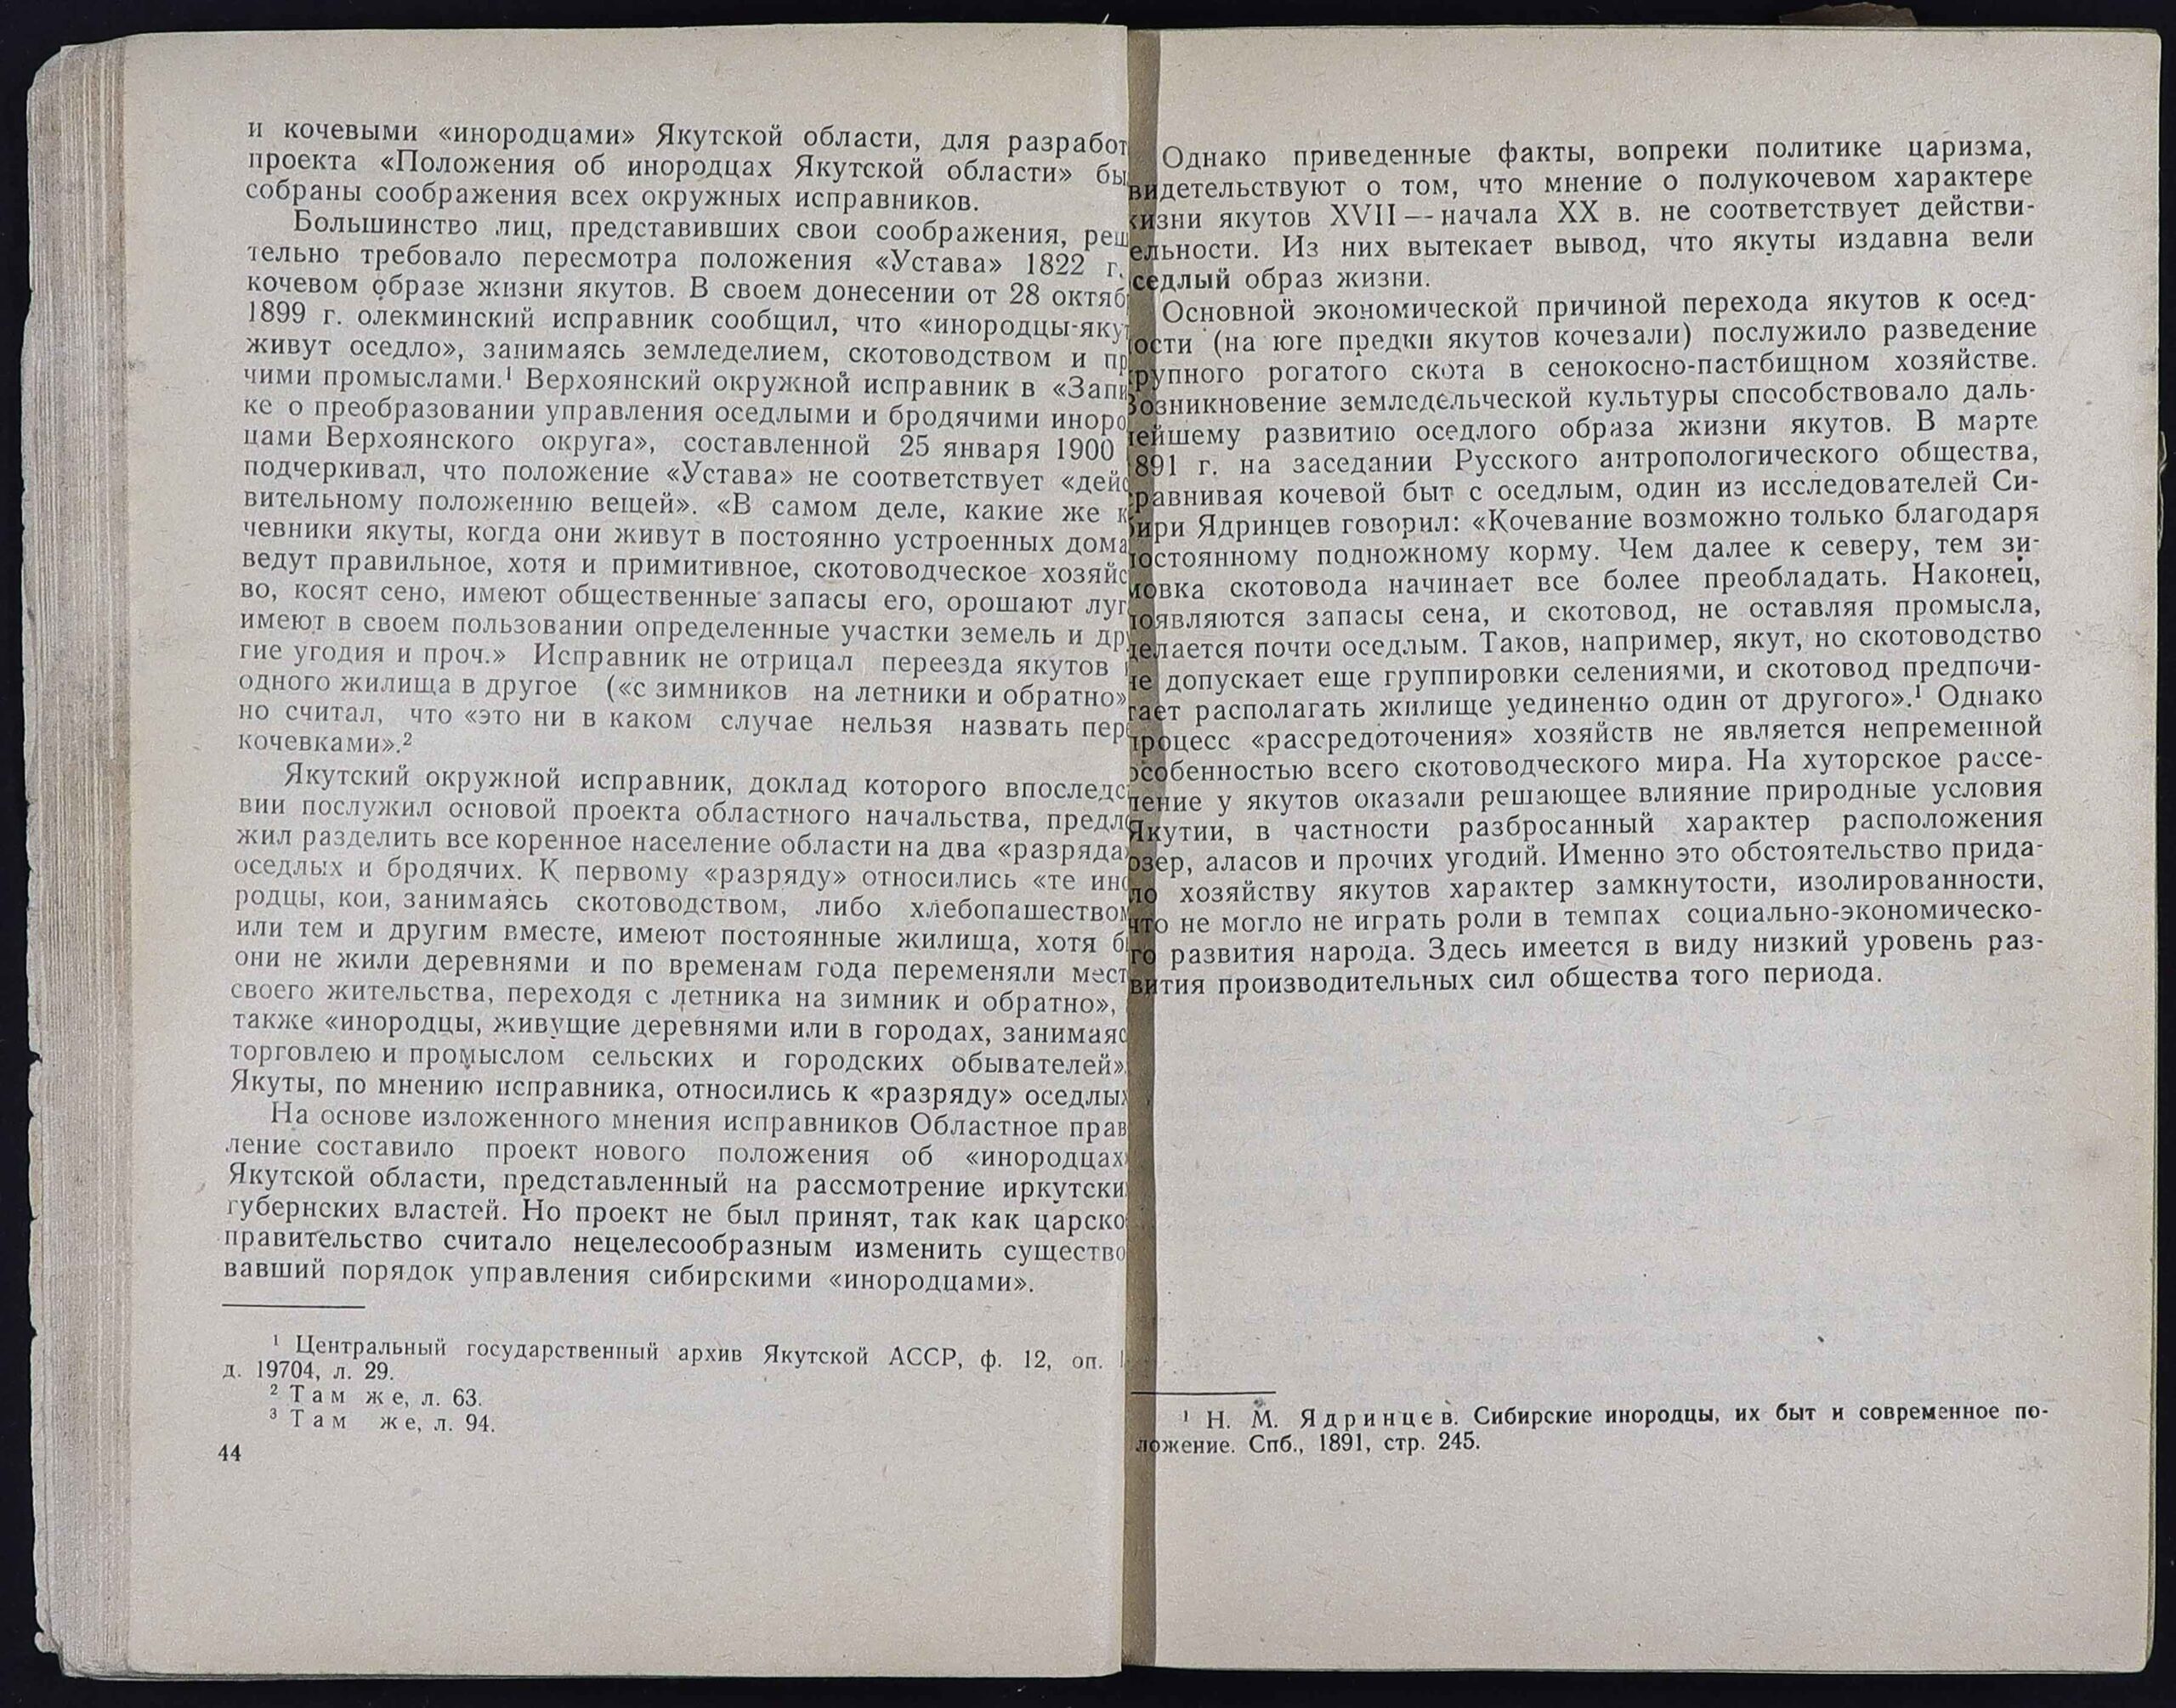 и кочевыми «инородцами» Якутской области, для разработ
проекта «Положения об инородцах Якутской области» бы
собраны соображения всех окружных исправников.
Большинство лиц, представивших свои соображения, реш
тельно требовало пересмотра положения «Устава» 1822 г.
кочевом образе жизни якутов. В своем донесении от 28 октяб
1899 г. олекминский исправник сообщил, что «инородцы-яку
живут оседло», занимаясь земледелием, скотоводством и пр
чими промыслами.¹ Верхоянский окружной исправник в «Запи
ке о преобразовании управления оседлыми и бродячими иноро
цами Верхоянского округа», составленной 25 января 1900
подчеркивал, что положение «Устава» не соответствует «дейс
вительному положению вещей». «В самом деле, какие же к
чевники якуты, когда они живут в постоянно устроенных дома
ведут правильное, хотя и примитивное, скотоводческое хозяйс
во, косят сено, имеют общественные запасы его, орошают луг
имеют в своем пользовании определенные участки земель и др
гие угодия и проч.» Исправник не отрицал переезда якутов
одного жилища в другое («с зимников на летники и обратно»
но считал, что «это ни в каком случае нельзя назвать пер
кочевками».²
Якутский окружной исправник, доклад которого впоследс
вии послужил основой проекта областного начальства, предло
жил разделить все коренное население области на два «разряда»
оседлых и бродячих. К первому «разряду» относились «те ино
родцы, кои, занимаясь скотоводством, либо хлебопашеством
или тем и другим вместе, имеют постоянные жилища, хотя б
они не жили деревнями и по временам года переменяли мест
своего жительства, переходя с летника на зимник и обратно»,
также «инородцы, живущие деревнями или в городах, занимаяс
торговлею и промыслом сельских и городских обывателей».
Якуты, по мнению исправника, относились к «разряду» оседлых
На основе изложенного мнения исправников Областное прав
ление составило проект нового положения об «инородцах»
Якутской области, представленный на рассмотрение иркутски
губернских властей. Но проект не был принят, так как царско
правительство считало нецелесообразным изменить существо
вавший порядок управления сибирскими «инородцами».
¹ Центральный государственный архив Якутской АССР, ф. 12, оп. 1
д. 19704, л. 29.
² Там же, л. 63.
³ Там же, л. 94.
44
Однако приведенные факты, вопреки политике царизма,
видетельствуют о том, что мнение о полукочевом характере
жизни якутов XVII — начала XX в. не соответствует действи-
ельности. Из них вытекает вывод, что якуты издавна вели
седлый образ жизни.
Основной экономической причиной перехода якутов к осед-
ости (на юге предки якутов кочевали) послужило разведение
крупного рогатого скота в сенокосно-пастбищном хозяйстве.
Возникновение земледельческой культуры способствовало даль-
нейшему развитию оседлого образа жизни якутов. В марте
1891 г. на заседании Русского антропологического общества,
сравнивая кочевой быт с оседлым, один из исследователей Си-
бири Ядринцев говорил: «Кочевание возможно только благодаря
постоянному подножному корму. Чем далее к северу, тем зи-
мовка скотовода начинает все более преобладать. Наконец,
появляются запасы сена, и скотовод, не оставляя промысла,
делается почти оседлым. Таков, например, якут, но скотоводство
не допускает еще группировки селениями, и скотовод предпочи-
тает располагать жилище уединенно один от другого».¹ Однако
процесс «рассредоточения» хозяйств не является непременной
особенностью всего скотоводческого мира. На хуторское рассе-
ление у якутов оказали решающее влияние природные условия
Якутии, в частности разбросанный характер расположения
озер, аласов и прочих угодий. Именно это обстоятельство прида-
ло хозяйству якутов характер замкнутости, изолированности,
что не могло не играть роли в темпах социально-экономическо-
го развития народа. Здесь имеется в виду низкий уровень раз-
вития производительных сил общества того периода.
¹ Н. М. Ядринцев. Сибирские инородцы, их быт и современное по-
ложение. Спб., 1891, стр. 245.